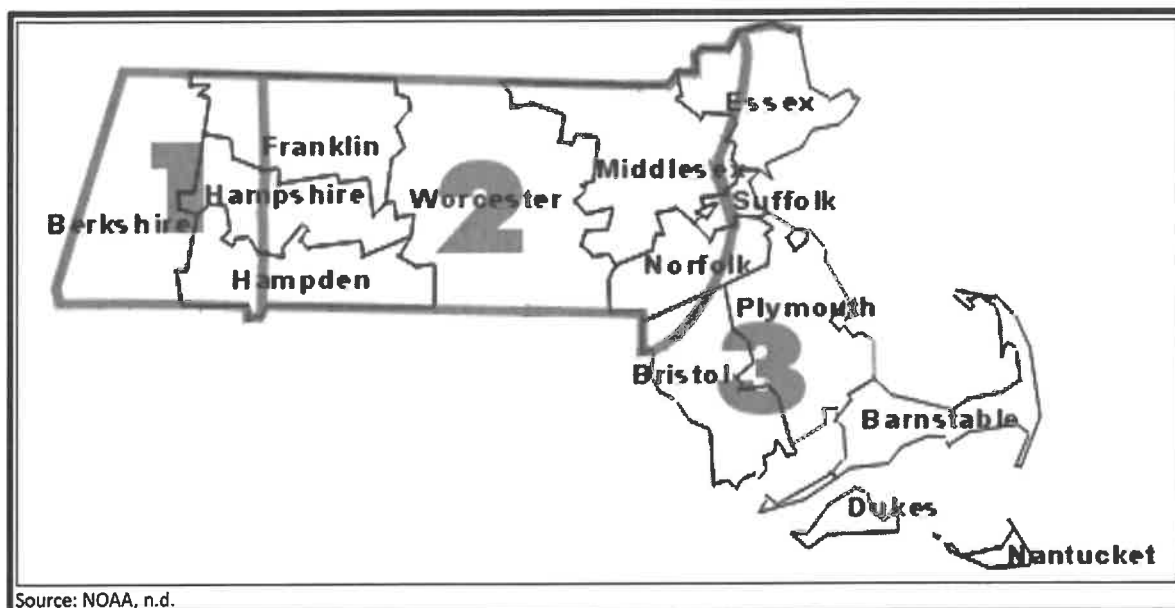 Essex
Franklin
Middlesex
1
Hampshire
Worcester
2
Suffolk
Berkshire
Norfolk
Hampden
Plymouth
3
Bristol
Barnstable
Dukes
Nantucket
Source: NOAA, n.d.